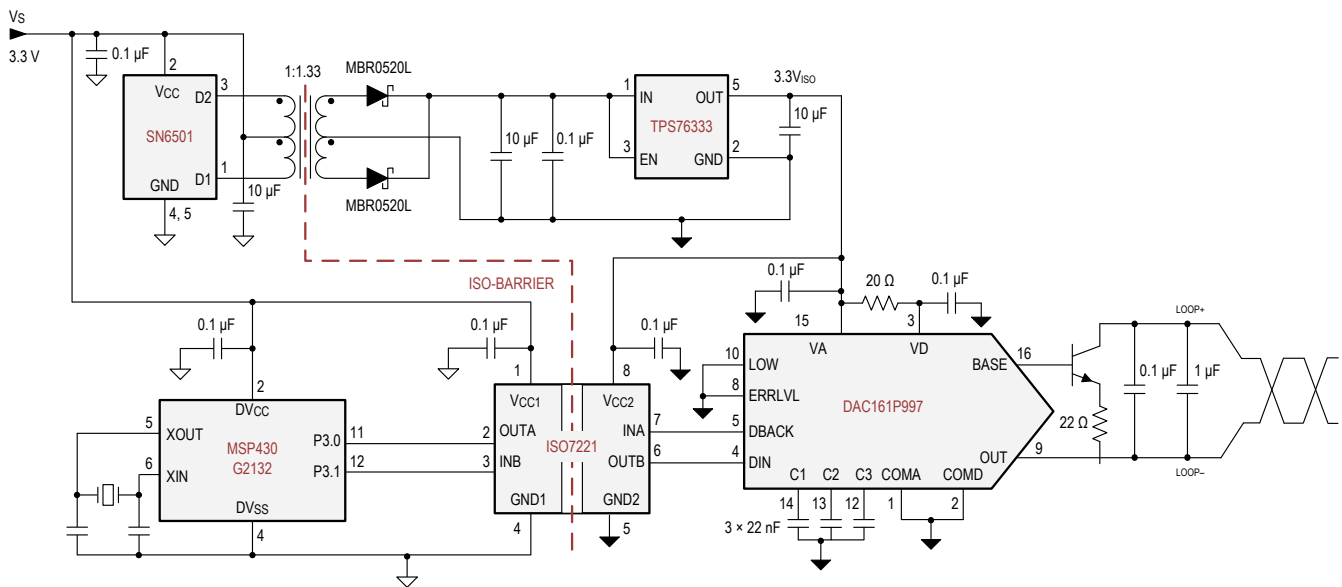 VS
3.3 V
0.1 µF
2
VCC
D2
3
SN6501
D1
1
GND
4, 5
10 µF
1:1.33
MBR0520L
MBR0520L
10 µF
0.1 µF
1
IN
OUT
5
TPS76333
3
EN
GND
2
3.3VISO
10 µF
ISO-BARRIER
0.1 µF
0.1 µF
0.1 µF
0.1 µF
20 Ω
0.1 µF
2
DVCC
5
XOUT
6
XIN
MSP430
G2132
P3.0
11
P3.1
12
DVSS
4
1
VCC1
2
OUTA
3
INB
GND1
4
ISO7221
8
VCC2
INA
7
OUTB
6
GND2
5
15
VA
3
VD
10
LOW
8
ERRLVL
5
DBACK
4
DIN
DAC161P997
BASE
16
OUT
9
C1
C2
C3
COMA
COMD
14
13
12
1
2
3 × 22 nF
22 Ω
0.1 µF
1 µF
LOOP+
LOOP–